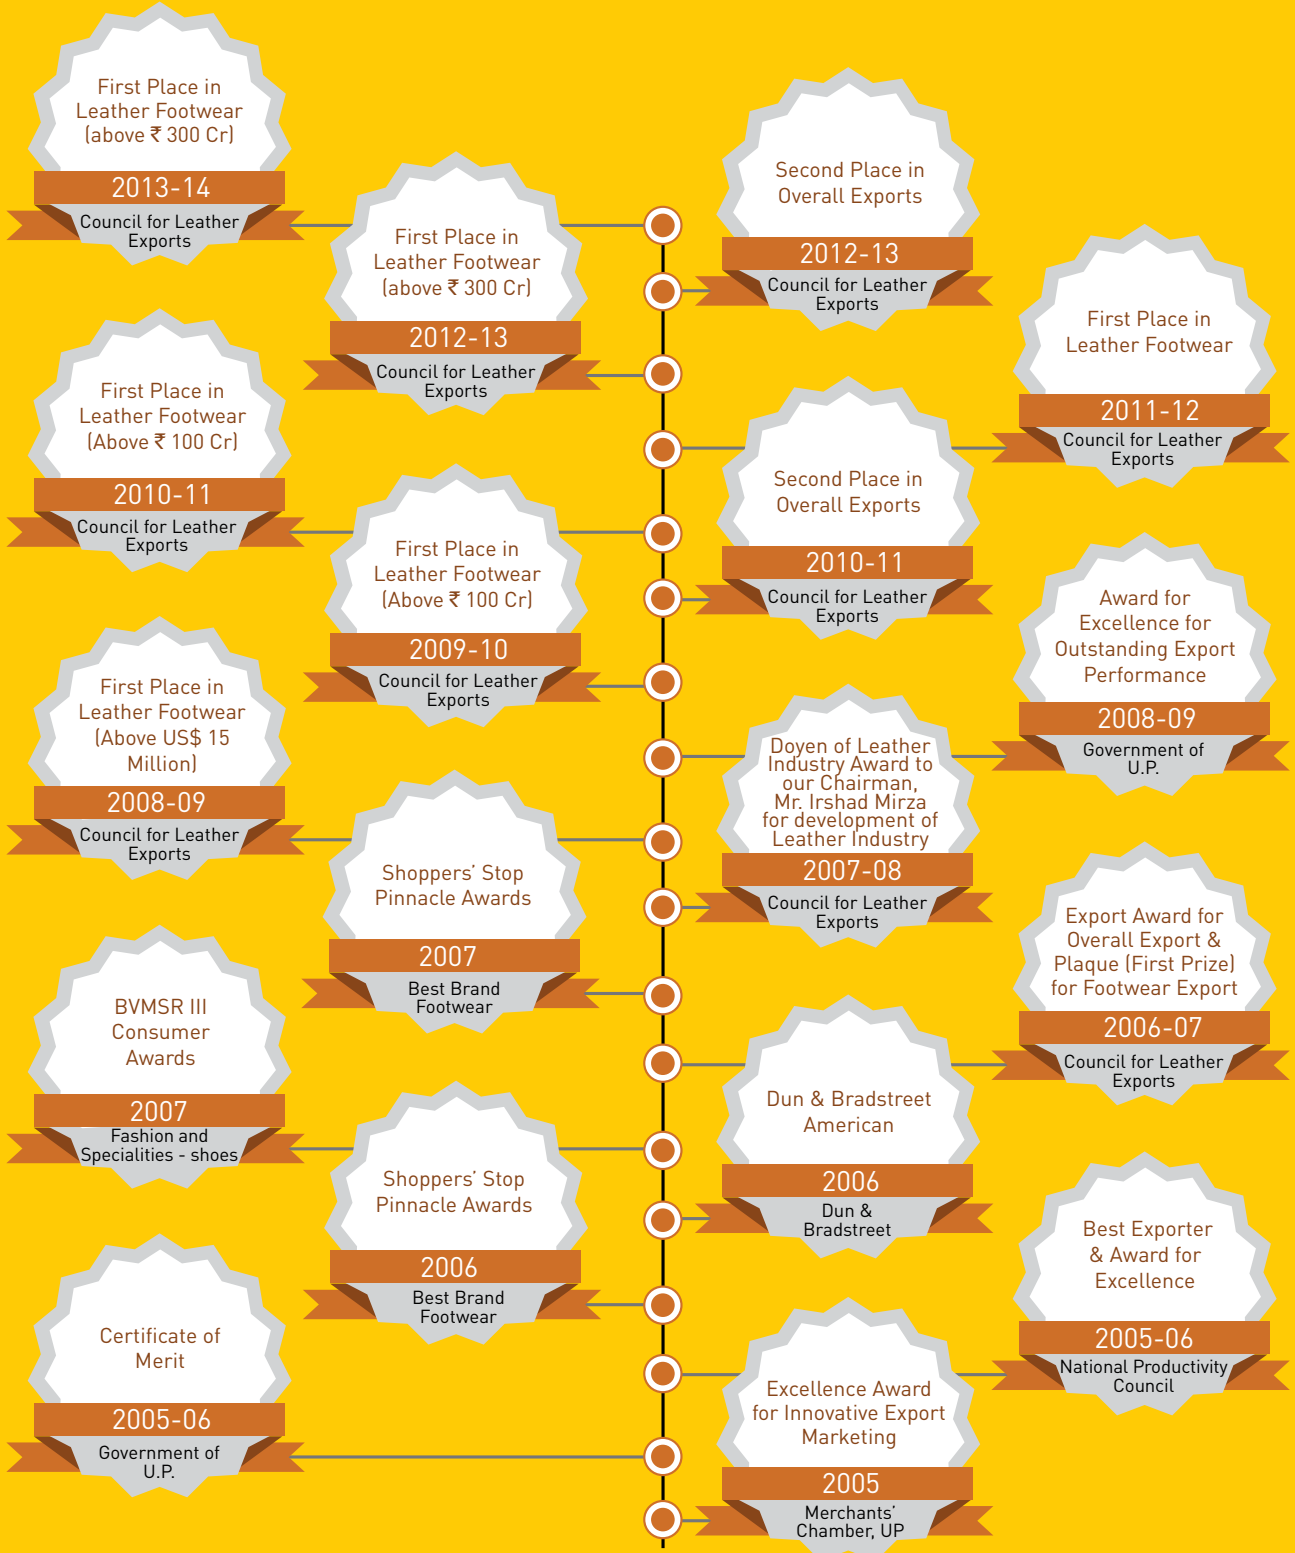 First Place in
Leather Footwear
(above ₹ 300 Cr)
2013-14
Council for Leather
Exports
Second Place in
Overall Exports
2012-13
Council for Leather
Exports
First Place in
Leather Footwear
(above ₹ 300 Cr)
2012-13
Council for Leather
Exports
First Place in
Leather Footwear
2011-12
Council for Leather
Exports
First Place in
Leather Footwear
(Above ₹ 100 Cr)
2010-11
Council for Leather
Exports
Second Place in
Overall Exports
2010-11
Council for Leather
Exports
First Place in
Leather Footwear
(Above ₹ 100 Cr)
2009-10
Council for Leather
Exports
Award for
Excellence for
Outstanding Export
Performance
2008-09
Government of
U.P.
First Place in
Leather Footwear
(Above US$ 15
Million)
2008-09
Council for Leather
Exports
Doyen of Leather
Industry Award to
our Chairman,
Mr. Irshad Mirza
for development of
Leather Industry
2007-08
Council for Leather
Exports
Shoppers' Stop
Pinnacle Awards
2007
Best Brand
Footwear
Export Award for
Overall Export &
Plaque (First Prize)
for Footwear Export
2006-07
Council for Leather
Exports
BVMSR III
Consumer
Awards
2007
Fashion and
Specialities - shoes
Dun & Bradstreet
American
2006
Dun &
Bradstreet
Shoppers' Stop
Pinnacle Awards
2006
Best Brand
Footwear
Best Exporter
& Award for
Excellence
2005-06
National Productivity
Council
Certificate of
Merit
2005-06
Government of
U.P.
Excellence Award
for Innovative Export
Marketing
2005
Merchants'
Chamber, UP